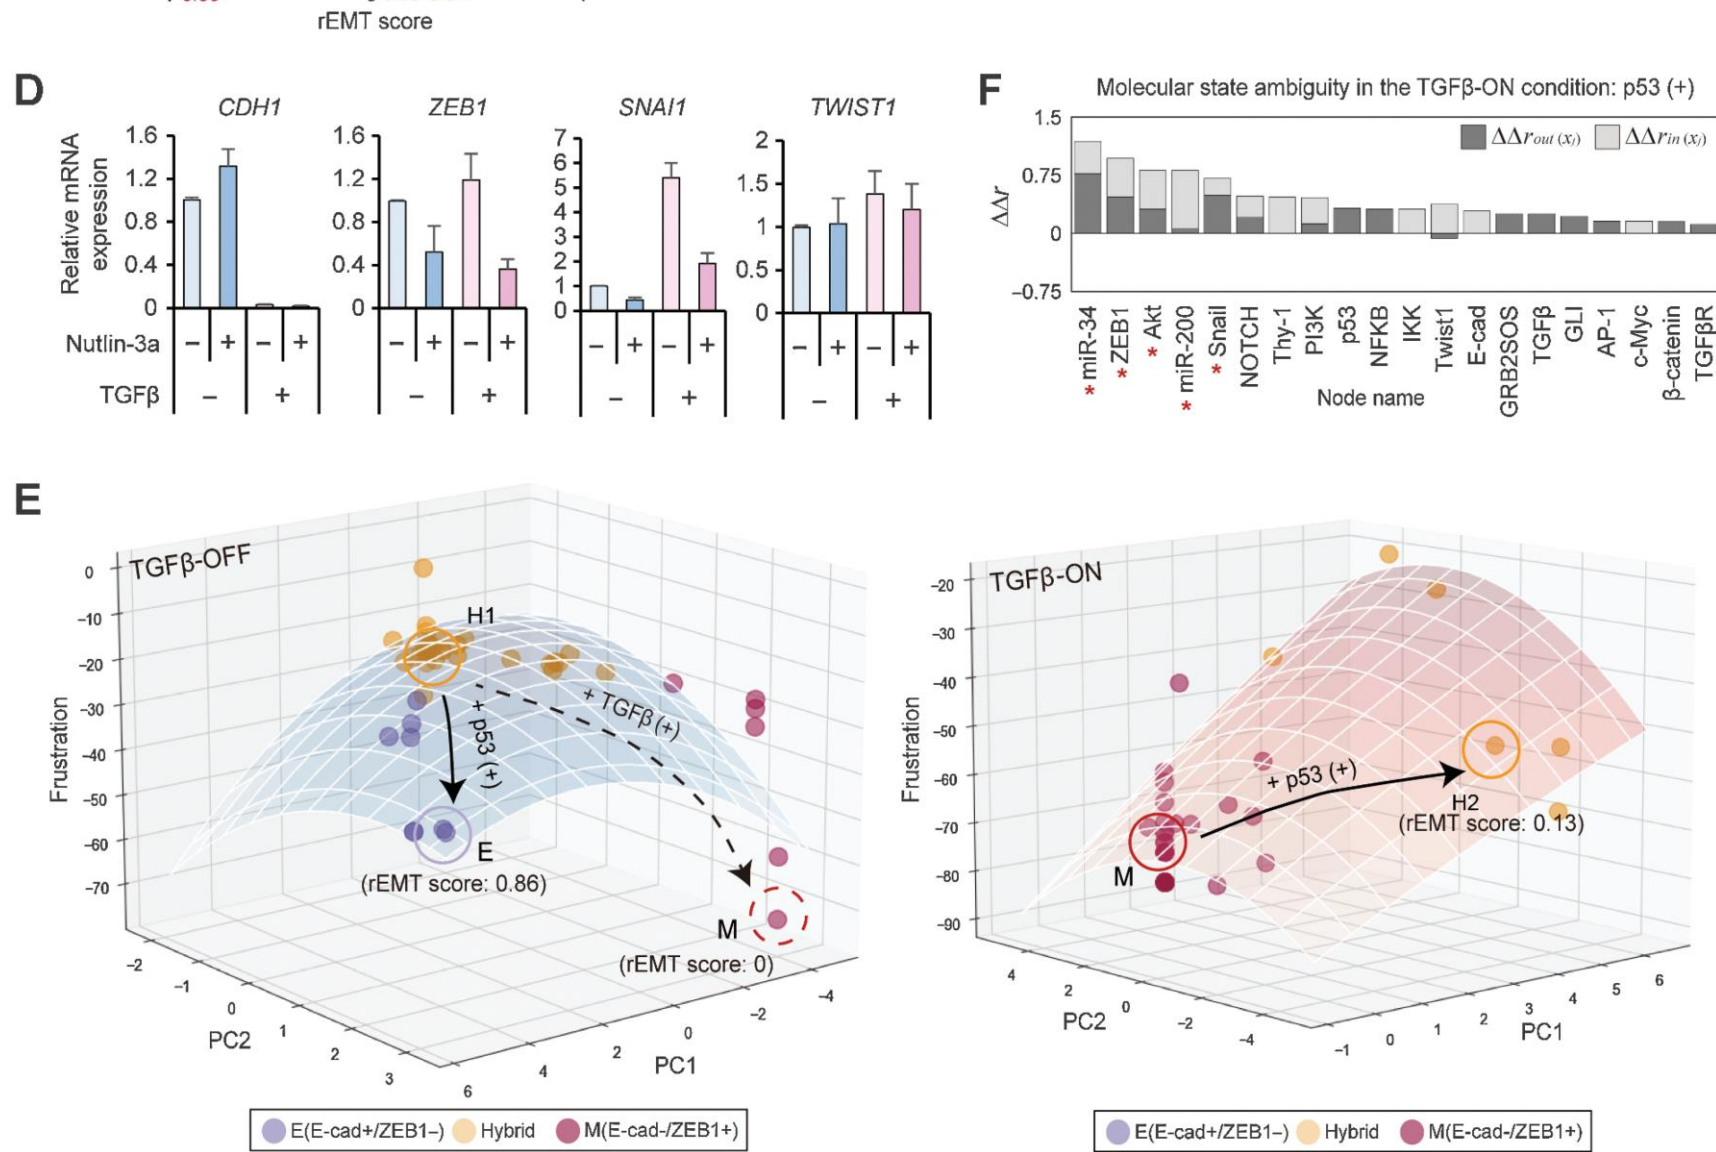 rEMT score
D
CDH1
ZEB1
SNAI1
TWIST1
Relative mRNA
expression
1.6
1.2
0.8
0.4
0
1.6
1.2
0.8
0.4
0
7
6
5
4
3
2
1
0
2
1.5
1
0.5
0
Nutlin-3a
– + – +
– + – +
– + – +
– + – +
TGFβ
– +
– +
– +
– +
F
Molecular state ambiguity in the TGFβ-ON condition: p53 (+)
ΔΔr
1.5
0.75
0
–0.75
ΔΔrout (xj)
ΔΔrin (xj)
* miR-34
* ZEB1
* Akt
* miR-200
* Snail
NOTCH
Thy-1
PI3K
p53
NFKB
IKK
Twist1
E-cad
GRB2SOS
TGFβ
GLI
AP-1
c-Myc
β-catenin
TGFβR
Node name
E
TGFβ-OFF
Frustration
0
–10
–20
–30
–40
–50
–60
–70
H1
+ p53 (+)
+ TGFβ (+)
E
(rEMT score: 0.86)
M
(rEMT score: 0)
–2
–1
0
1
2
3
PC2
6
4
2
0
–2
–4
PC1
E(E-cad+/ZEB1–)
Hybrid
M(E-cad-/ZEB1+)
TGFβ-ON
Frustration
–20
–30
–40
–50
–60
–70
–80
–90
+ p53 (+)
H2
(rEMT score: 0.13)
M
4
2
0
–2
–4
PC2
–1
0
1
2
3
4
5
6
PC1
E(E-cad+/ZEB1–)
Hybrid
M(E-cad-/ZEB1+)